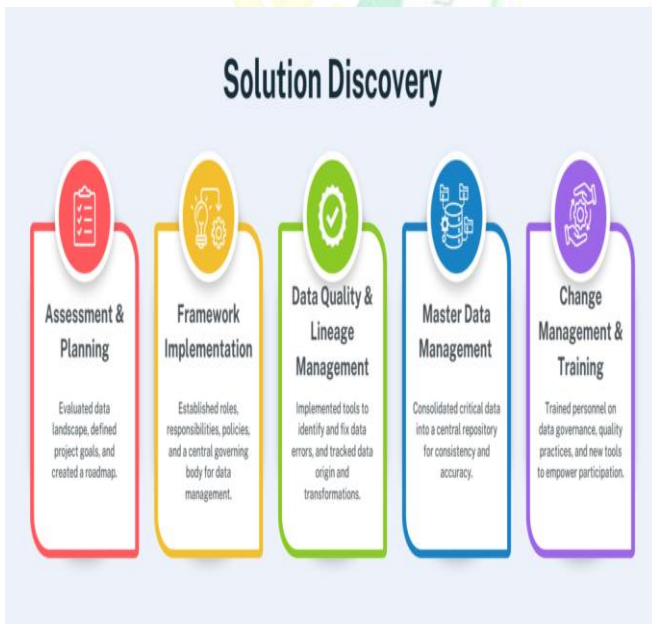 Solution Discovery
Assessment &
Planning
Evaluated data
landscape, defined
project goals, and
created a roadmap.
Framework
Implementation
Established roles,
responsibilities, policies,
and a central governing
body for data
management.
Data Quality &
Lineage
Management
Implemented tools to
identify and fix data
errors, and tracked data
origin and
transformations.
Master Data
Management
Consolidated critical data
into a central repository
for consistency and
accuracy.
Change
Management &
Training
Trained personnel on
data governance, quality
practices, and new tools
to empower participation.